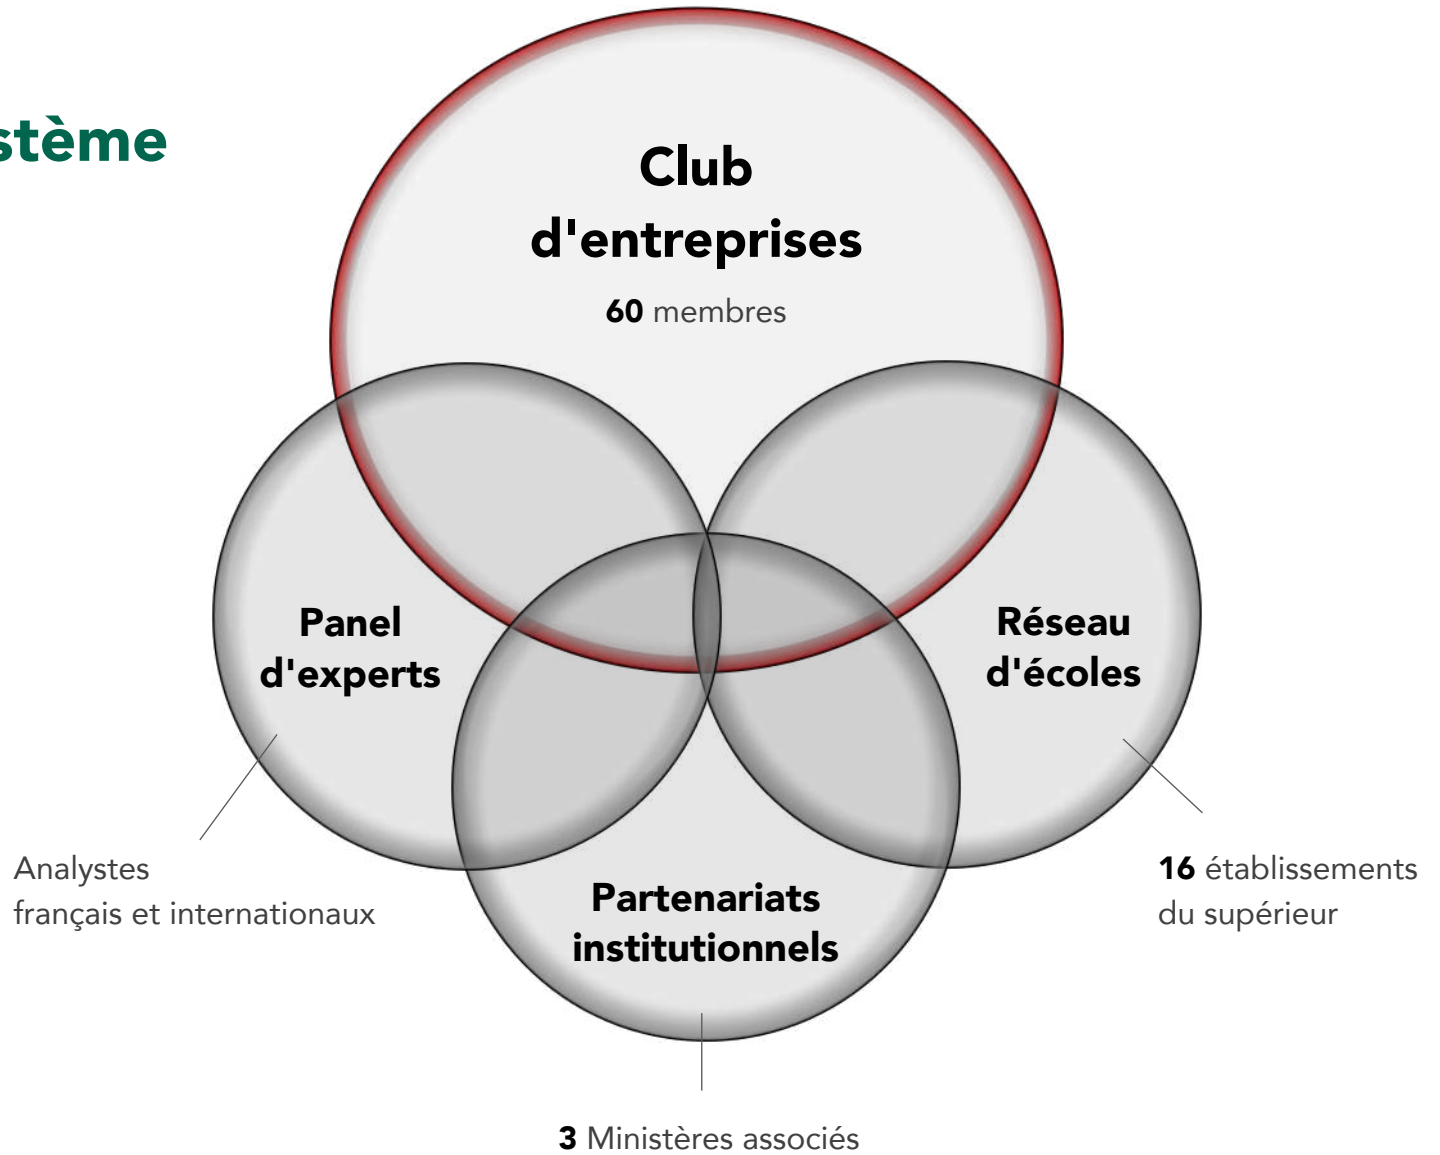 stème
Club
d'entreprises
60 membres
Panel
d'experts
Réseau
d'écoles
Analystes
français et internationaux
Partenariats
institutionnels
16 établissements
du supérieur
3 Ministères associés